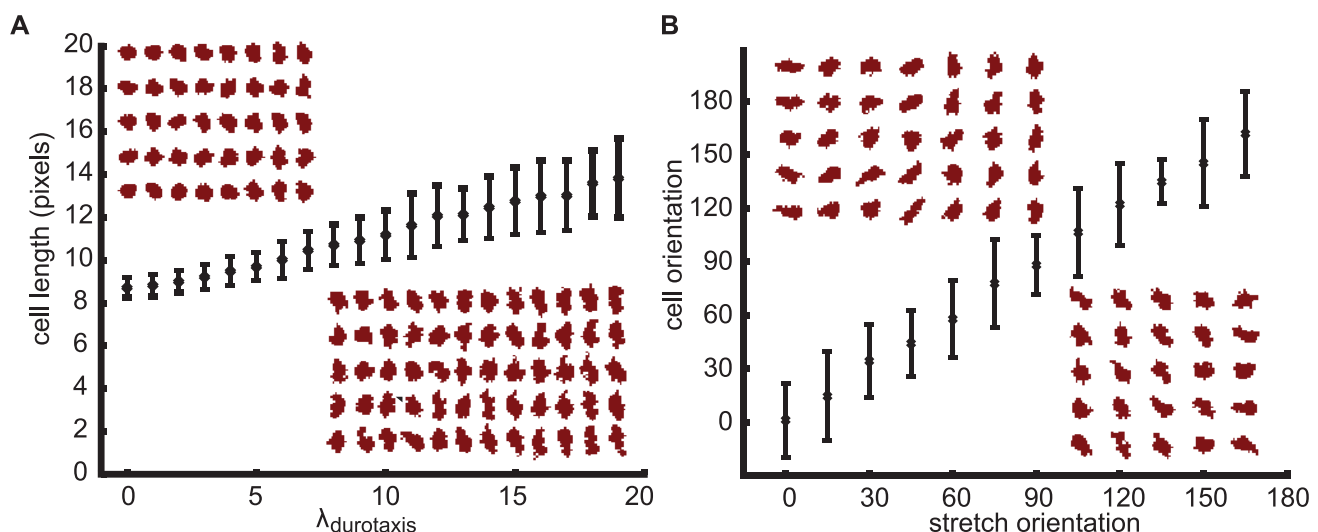 A
cell length (pixels)
20
18
16
14
12
10
8
6
4
2
0
0 5 10 15 20
λdurotaxis
B
cell orientation
180
150
120
90
60
30
0
0 30 60 90 120 150 180
stretch orientation